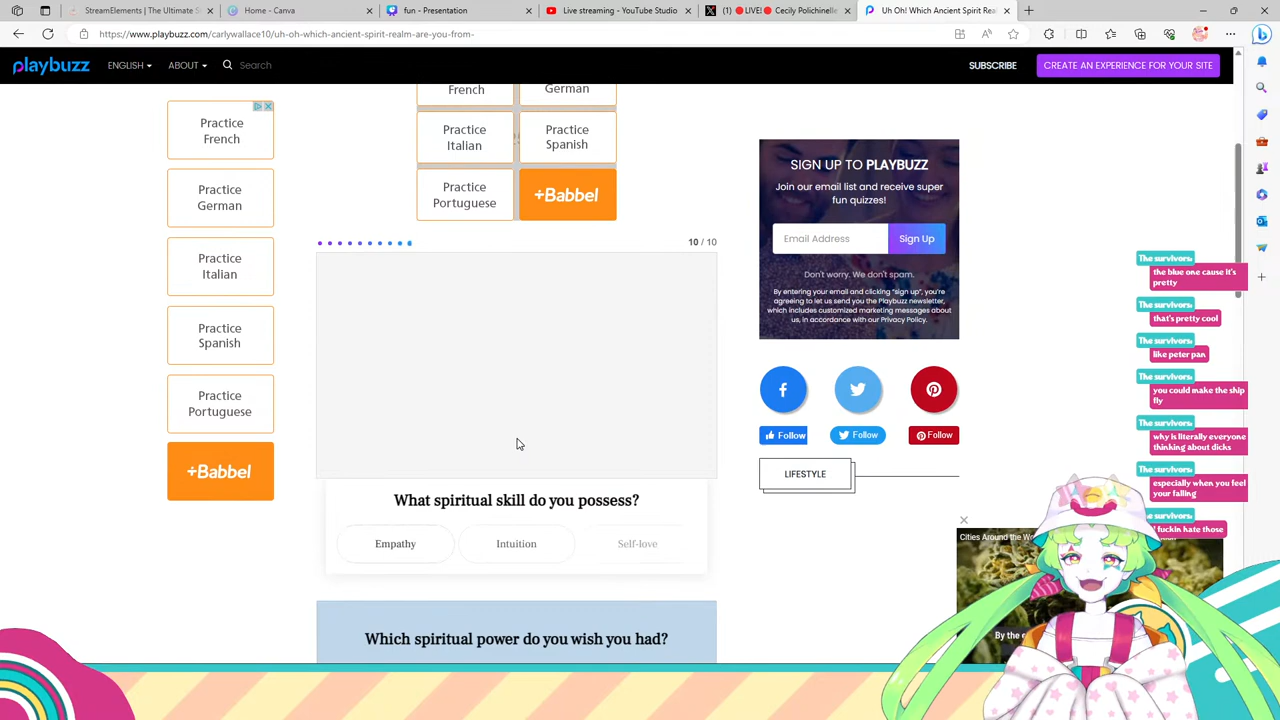 StreamElements | The Ultimate S
Home - Canva
fun - Presentation
Live streaming - YouTube Studio
(1) 🔴LIVE!🔴 Cecily Polichinelle
Uh Oh! Which Ancient Spirit Real
https://www.playbuzz.com/carlywallace10/uh-oh-which-ancient-spirit-realm-are-you-from-
playbuzz
ENGLISH
ABOUT
Search
SUBSCRIBE
CREATE AN EXPERIENCE FOR YOUR SITE
Practice
French
Practice
German
Practice
Italian
Practice
Spanish
Practice
Portuguese
+Babbel
French
German
Practice
Italian
Practice
Spanish
Practice
Portuguese
+Babbel
10 / 10
What spiritual skill do you possess?
Empathy
Intuition
Self-love
Which spiritual power do you wish you had?
SIGN UP TO PLAYBUZZ
Join our email list and receive super
fun quizzes!
Email Address
Sign Up
Don't worry. We don't spam.
By entering your email and clicking "sign up", you're
agreeing to let us send you the Playbuzz newsletter,
which includes customized marketing messages about
us, in accordance with our Privacy Policy.
Follow
Follow
Follow
LIFESTYLE
Cities Around the Wo
By the e
The survivors:
the blue one cause it's
pretty
The survivors:
that's pretty cool
The survivors:
like peter pan
The survivors:
you could make the ship
fly
The survivors:
why is literally everyone
thinking about dicks
The survivors:
especially when you feel
your falling
The survivors:
fuckin hate those